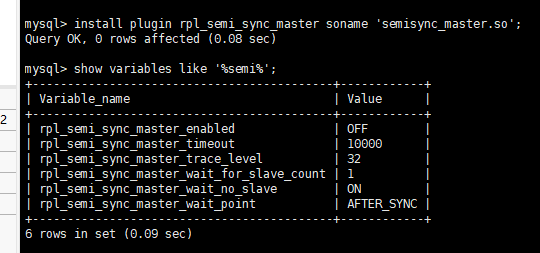 mysql> install plugin rpl_semi_sync_master soname 'semisync_master.so';
Query OK, 0 rows affected (0.08 sec)
mysql> show variables like '%semi%';
+-------------------------------------------+------------+
| Variable_name                             | Value      |
+-------------------------------------------+------------+
2
| rpl_semi_sync_master_enabled              | OFF        |
| rpl_semi_sync_master_timeout              | 10000      |
| rpl_semi_sync_master_trace_level          | 32         |
| rpl_semi_sync_master_wait_for_slave_count | 1          |
| rpl_semi_sync_master_wait_no_slave        | ON         |
| rpl_semi_sync_master_wait_point           | AFTER_SYNC |
+-------------------------------------------+------------+
6 rows in set (0.09 sec)